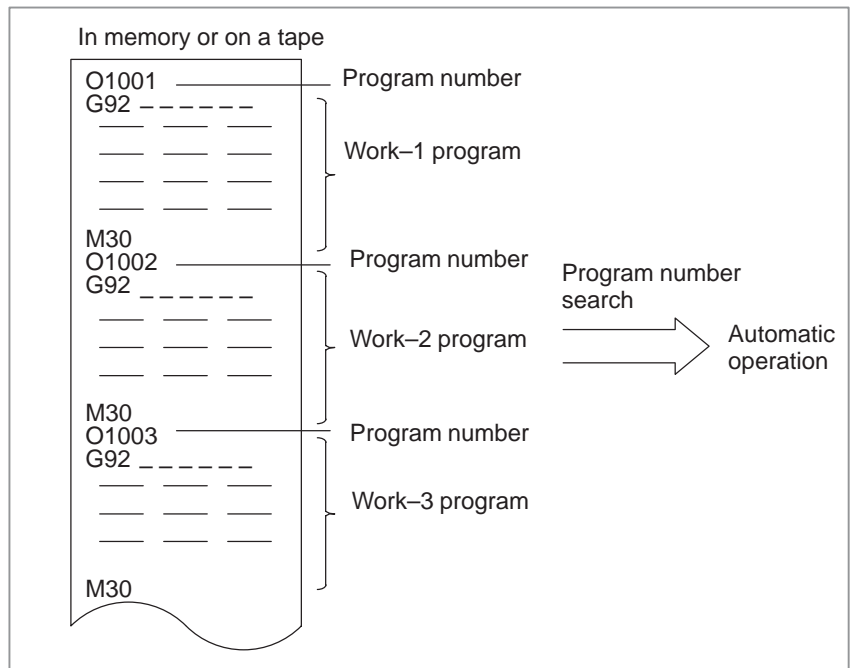 In memory or on a tape
O1001
Program number
G92
Work–1 program
M30
O1002
Program number
G92
Work–2 program
M30
O1003
Program number
G92
Work–3 program
M30
Program number
search
Automatic
operation